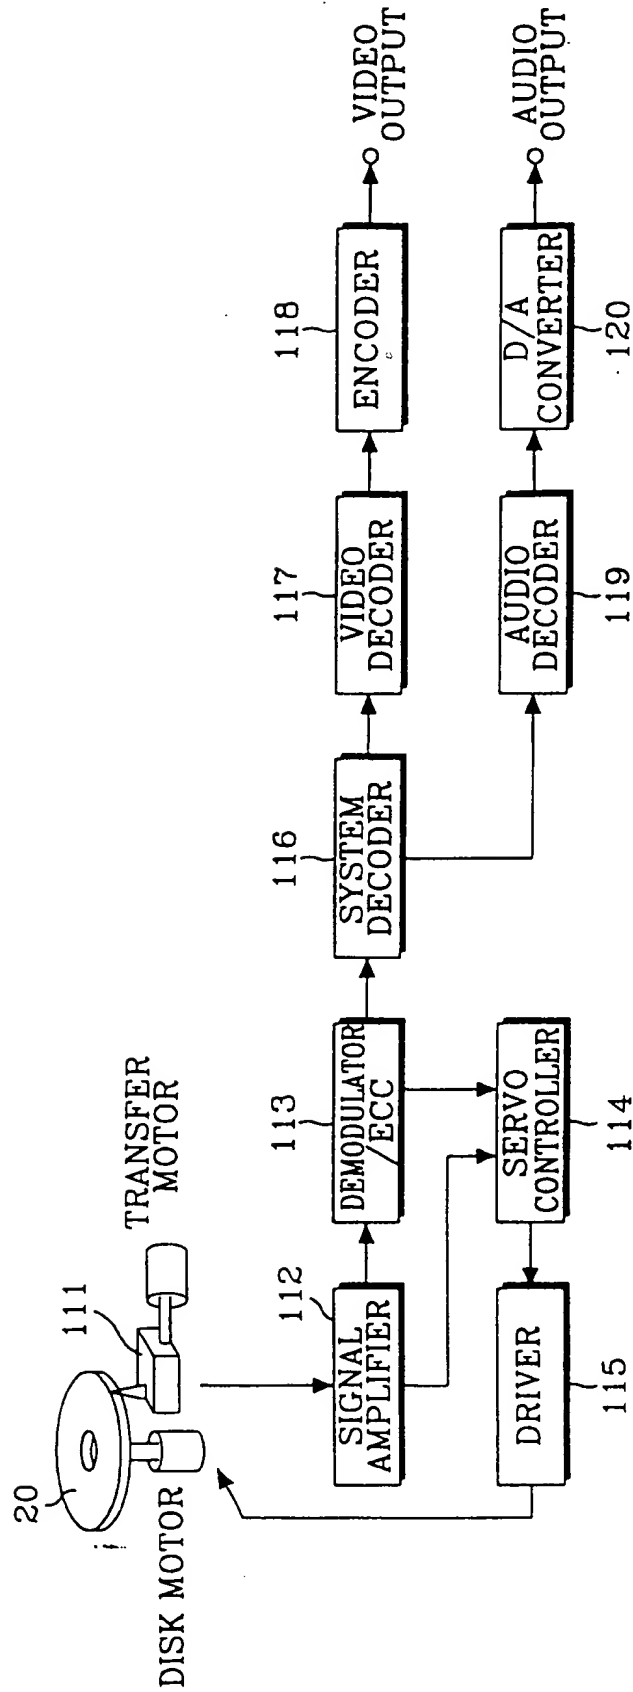 20
111
DISK MOTOR
TRANSFER
MOTOR
112
SIGNAL
AMPLIFIER
113
DEMODULATOR
/ECC
116
SYSTEM
DECODER
117
VIDEO
DECODER
118
ENCODER
VIDEO
OUTPUT
DRIVER
115
SERVO
CONTROLLER
114
AUDIO
DECODER
119
D/A
CONVERTER
120
AUDIO
OUTPUT